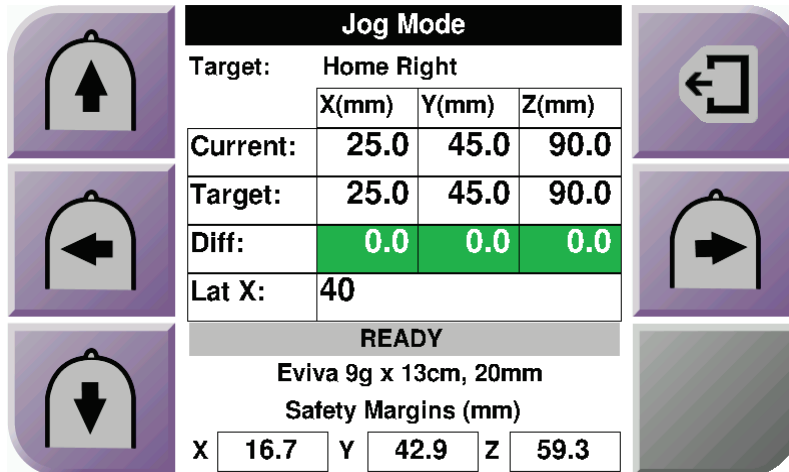 Jog Mode
Target: Home Right
X(mm) Y(mm) Z(mm)
Current: 25.0 45.0 90.0
Target: 25.0 45.0 90.0
Diff: 0.0 0.0 0.0
Lat X: 40
READY
Eviva 9g x 13cm, 20mm
Safety Margins (mm)
X 16.7 Y 42.9 Z 59.3